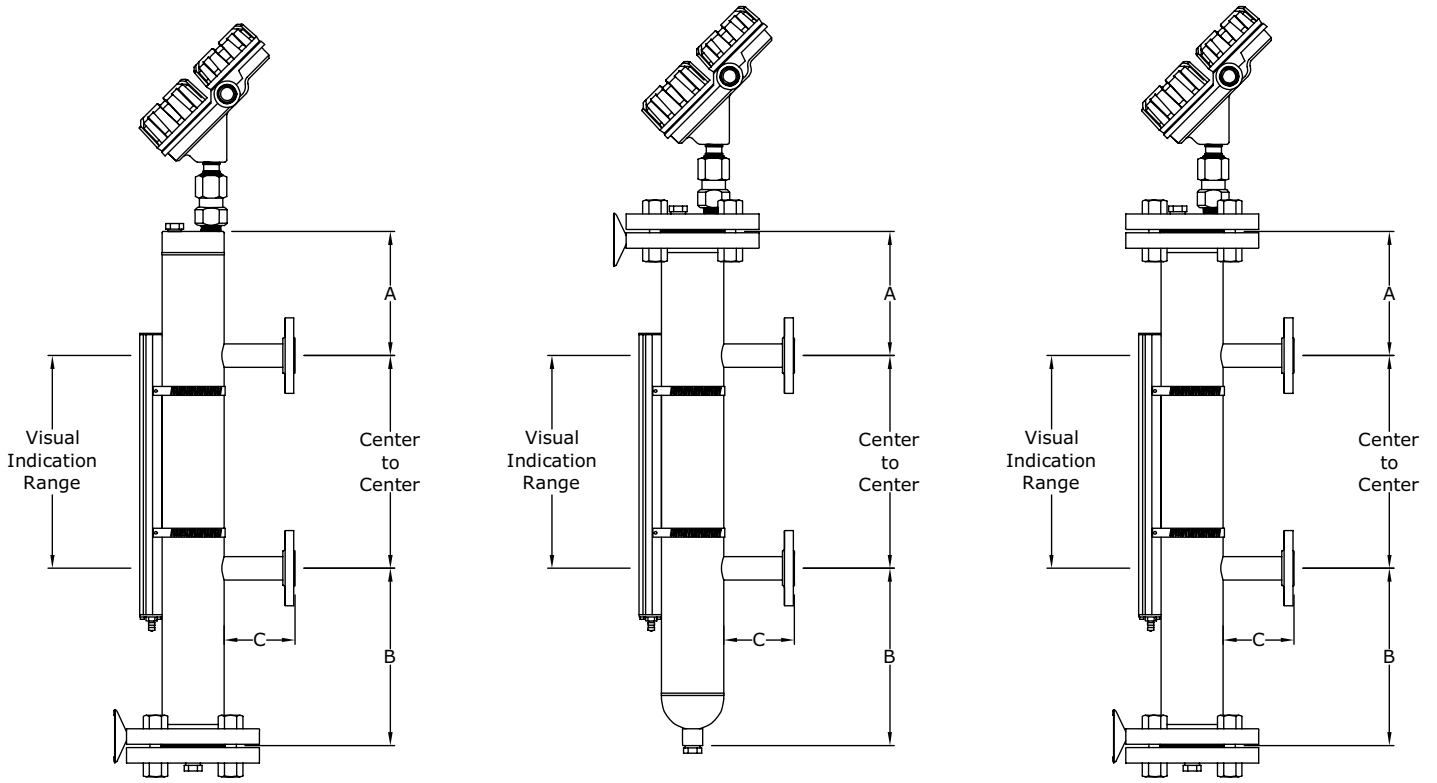 A
Visual
Indication
Range
Center
to
Center
C
B
A
Visual
Indication
Range
Center
to
Center
C
B
A
Visual
Indication
Range
Center
to
Center
C
B